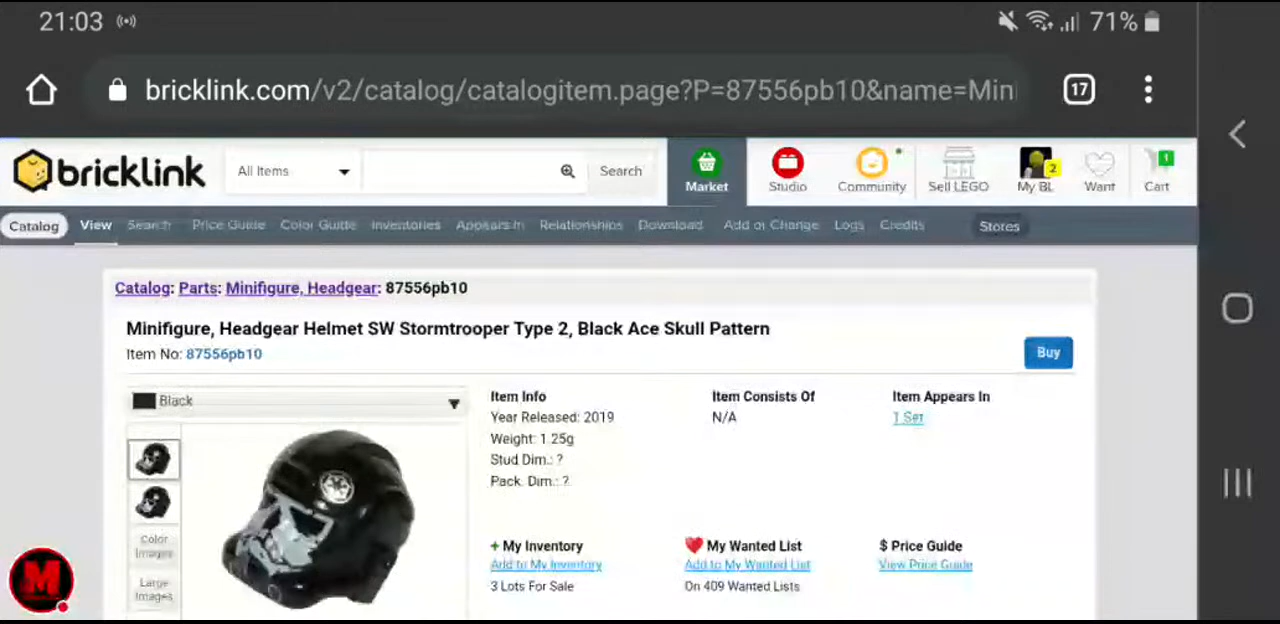 21:03 71%
bricklink.com/v2/catalog/catalogitem.page?P=87556pb10&name=Min
17
bricklink All Items Search Market Studio Community Sell LEGO My BL 2 Want Cart 1
Catalog View Search Price Guide Color Guide Inventories Appears In Relationships Download Add or Change Logs Credits Stores
Catalog: Parts: Minifigure, Headgear: 87556pb10
Minifigure, Headgear Helmet SW Stormtrooper Type 2, Black Ace Skull Pattern
Item No: 87556pb10
Buy
Black
Color
Images
Large
Images
Item Info
Year Released: 2019
Weight: 1.25g
Stud Dim.: ?
Pack. Dim.: ?
Item Consists Of
N/A
Item Appears In
1 Set
+ My Inventory
Add to My Inventory
3 Lots For Sale
My Wanted List
Add to My Wanted List
On 409 Wanted Lists
$ Price Guide
View Price Guide
M